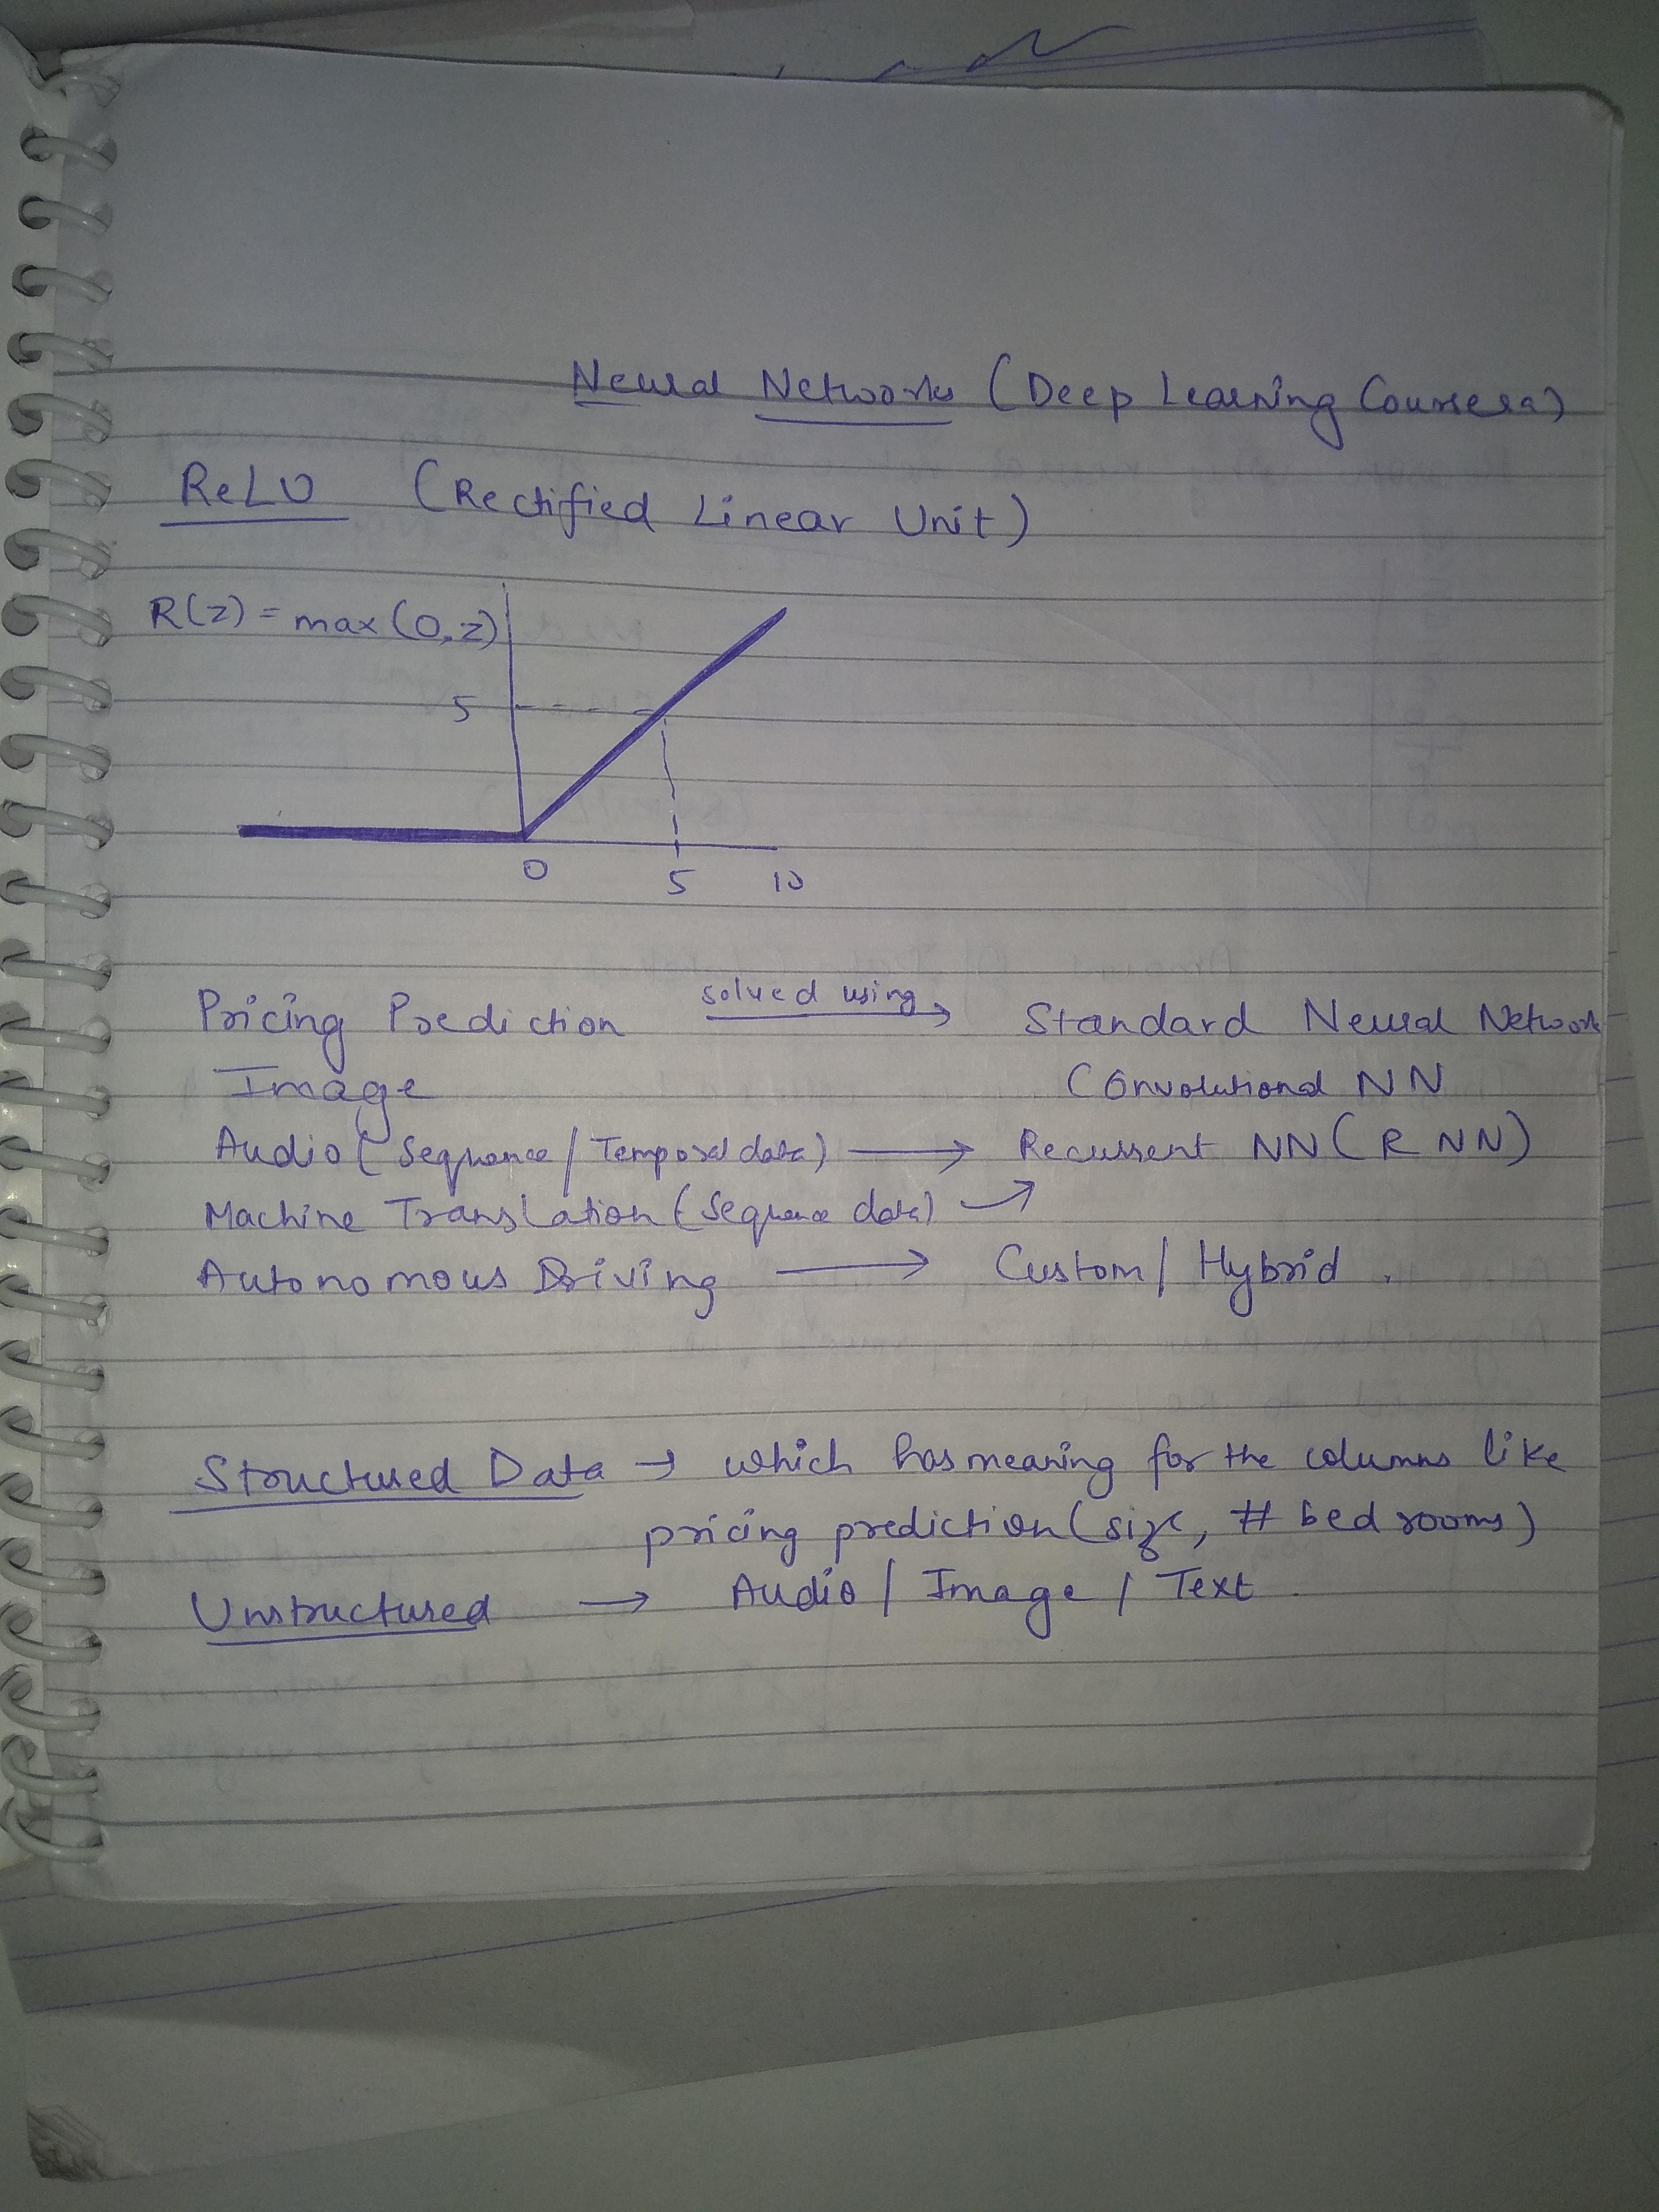 Neural Networks (Deep Learning Coursera)
ReLU (Rectified Linear Unit)
R(z) = max(0,z)
5
0 5 10
Pricing Prediction solved using → Standard Neural Network
Image Convolutional NN
Audio (Sequence / Temporal data) → Recurrent NN (RNN)
Machine Translation (Sequence data) ↗
Autonomous Driving → Custom / Hybrid .
Structured Data → which has meaning for the columns like
pricing prediction (size, # bedrooms)
Unstructured → Audio / Image / Text .